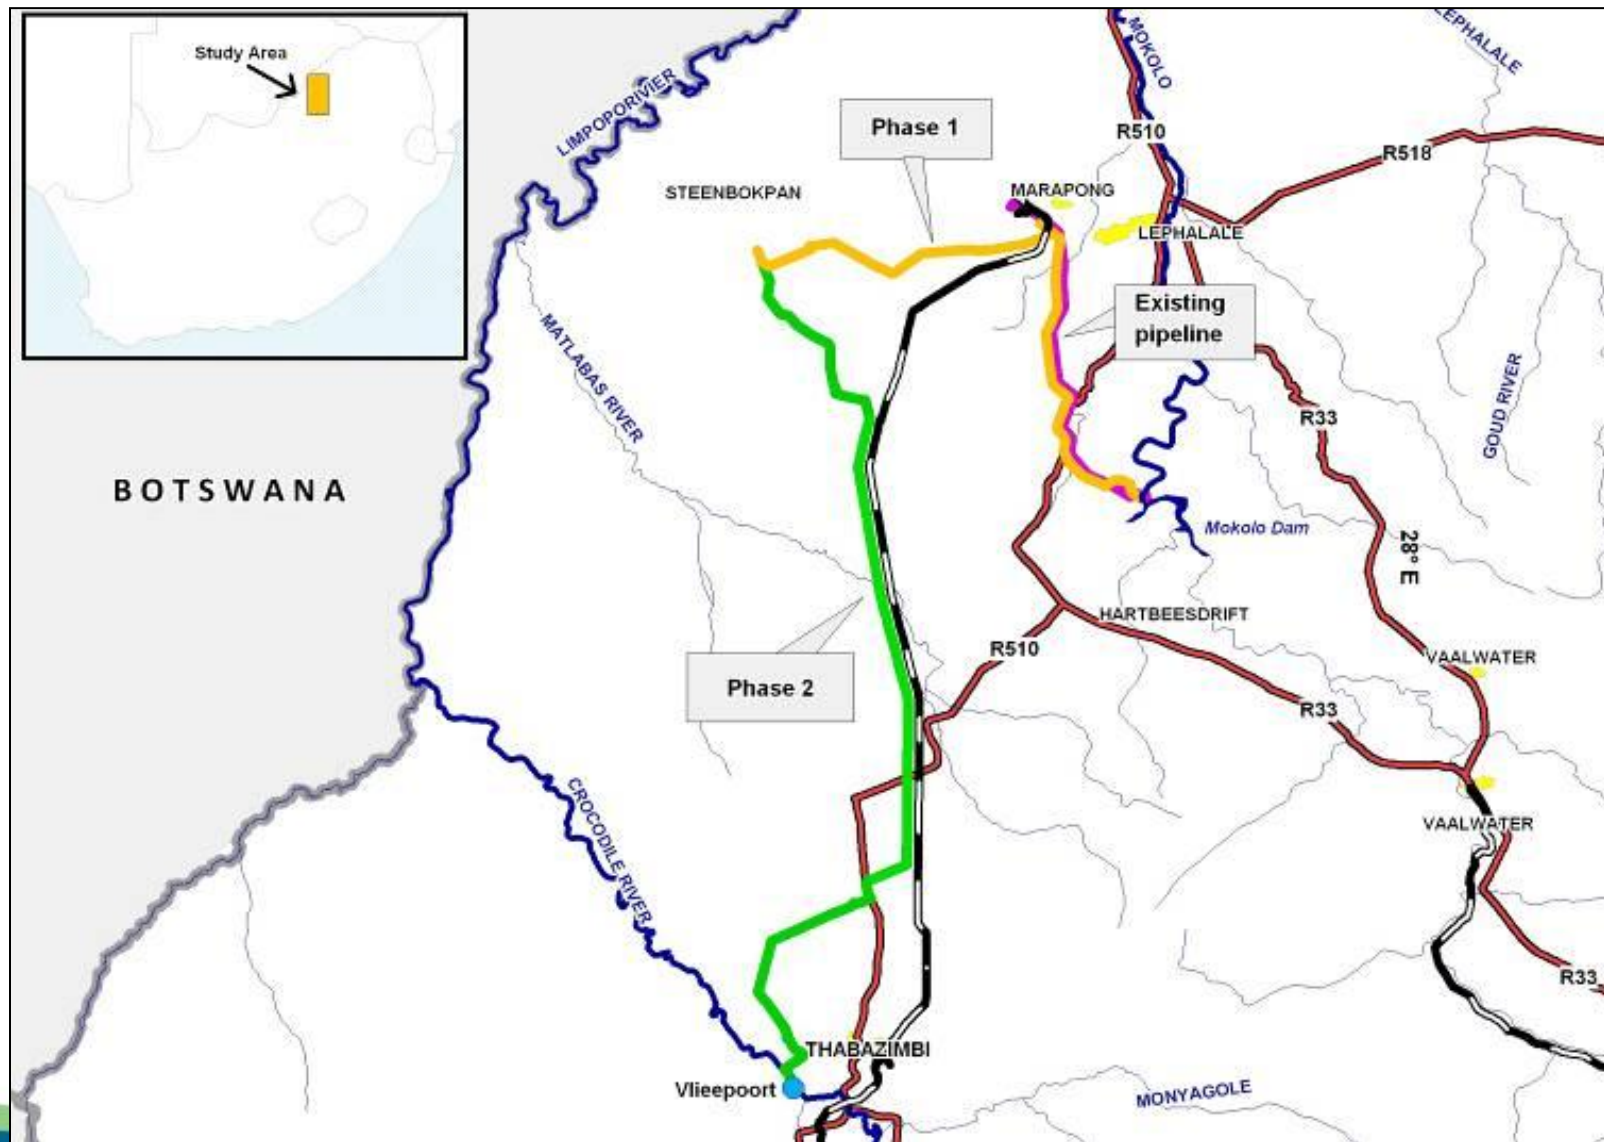 Study Area
LIMPOPORIVIER
MOKOLO
LEPHALALE
Phase 1
R510
R518
STEENBOKPAN
MARAPONG
LEPHALALE
Existing
pipeline
MATLABAS RIVER
GOUD RIVER
R33
BOTSWANA
Mokolo Dam
28° E
HARTBEESDRIFT
R510
VAALWATER
Phase 2
R33
CROCODILE RIVER
VAALWATER
R33
THABAZIMBI
Vlieepoort
MONYAGOLE